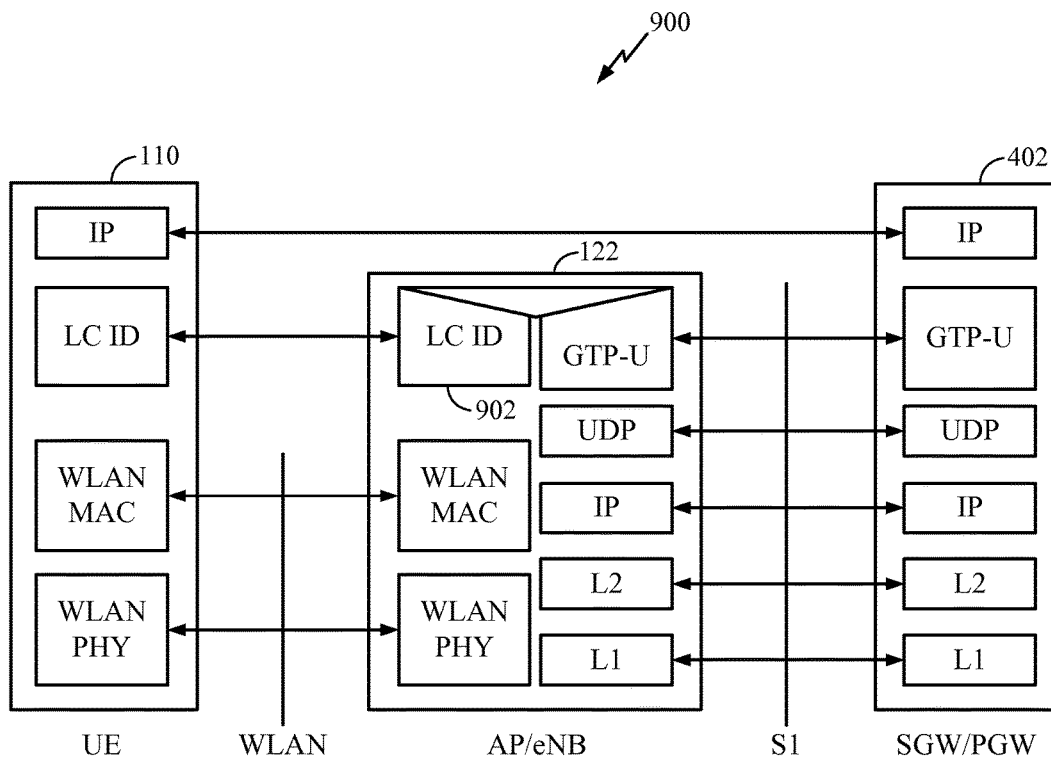 900
110
402
IP
IP
122
LC ID
LC ID
GTP-U
GTP-U
902
UDP
UDP
WLAN
MAC
WLAN
MAC
IP
IP
L2
L2
WLAN
PHY
WLAN
PHY
L1
L1
UE
WLAN
AP/eNB
S1
SGW/PGW